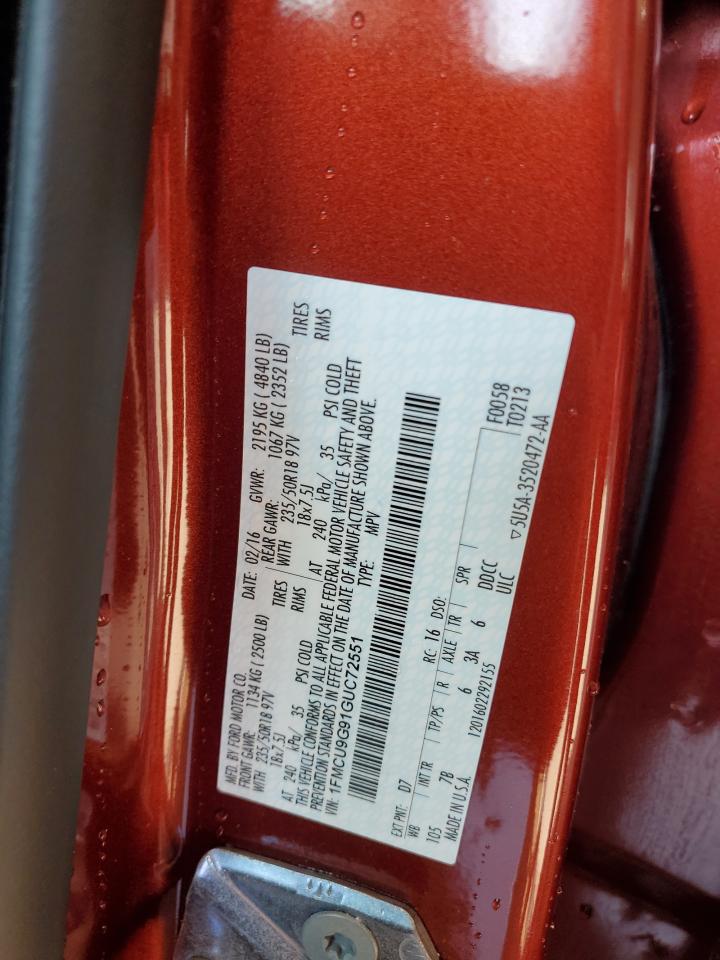 MFD. BY FORD MOTOR CO.
DATE: 02/16 GVWR: 2195 KG ( 4840 LB)
FRONT GAWR: 1134 KG ( 2500 LB) REAR GAWR: 1067 KG ( 2352 LB)
WITH 235/50R18 97V TIRES WITH 235/50R18 97V TIRES
18x7.5J RIMS 18x7.5J RIMS
AT 240 kPa/ 35 PSI COLD AT 240 kPa/ 35 PSI COLD
THIS VEHICLE CONFORMS TO ALL APPLICABLE FEDERAL MOTOR VEHICLE SAFETY AND THEFT
PREVENTION STANDARDS IN EFFECT ON THE DATE OF MANUFACTURE SHOWN ABOVE.
VIN: 1FMCU9G91GUC72551 TYPE: MPV
EXT PNT: D7 RC: 16 DSO: F0058
WB INT TR TP/PS R AXLE TR SPR T0213
105 7B 6 3A 6 DDCC
MADE IN U.S.A. 1201602292155 ULC ▽5U5A-3520472-AA